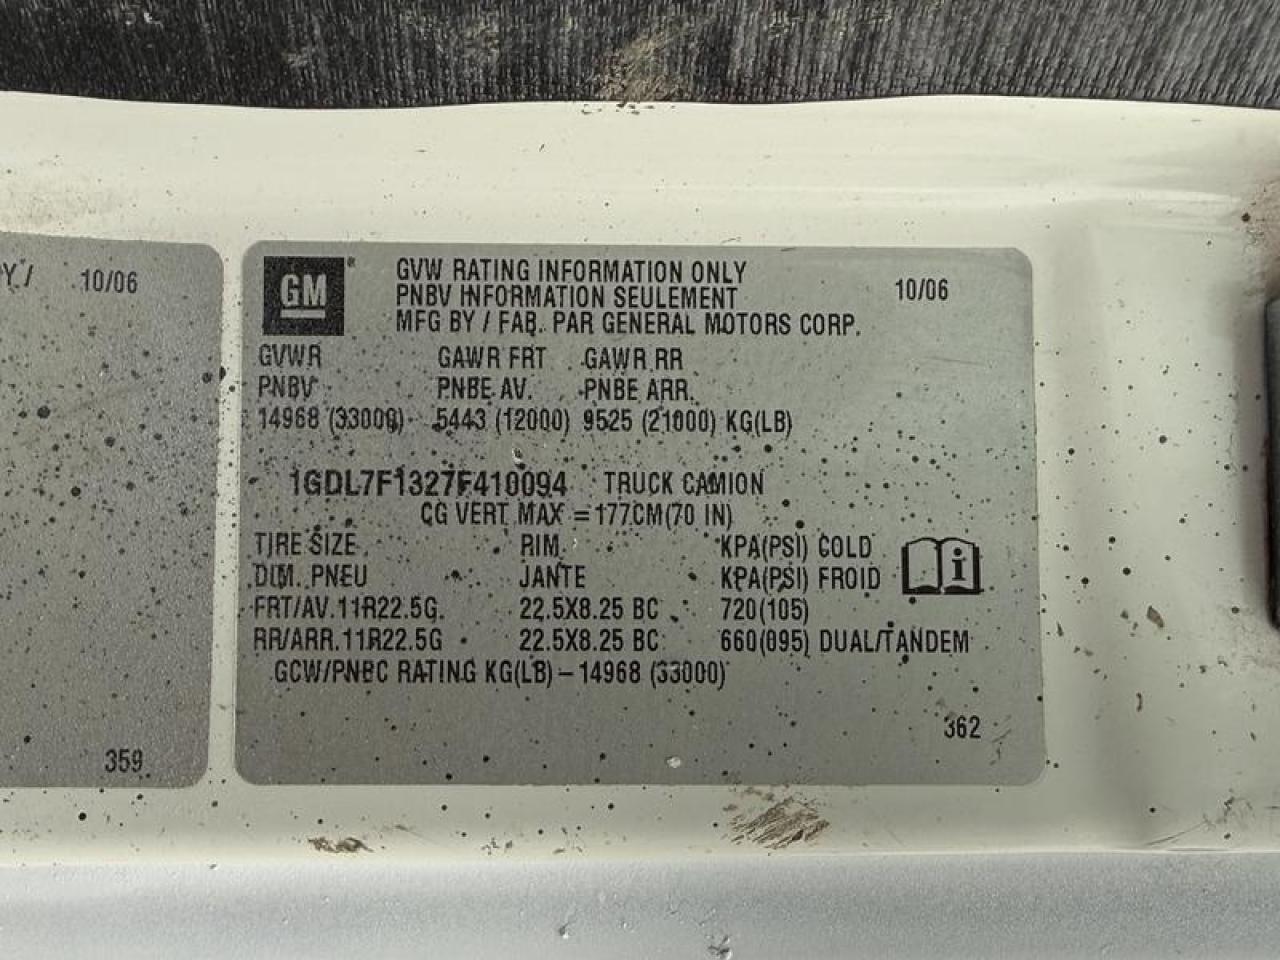 Y/ 10/06
359
GM
GVW RATING INFORMATION ONLY 10/06
PNBV INFORMATION SEULEMENT
MFG BY / FAB. PAR GENERAL MOTORS CORP.
GVWR GAWR FRT GAWR RR
PNBV PNBE AV. PNBE ARR.
14968 (33000) 5443 (12000) 9525 (21000) KG(LB)
1GDL7F1327F410094 TRUCK CAMION
CG VERT MAX = 177CM(70 IN)
TIRE SIZE RIM KPA(PSI) COLD
DIM. PNEU JANTE KPA(PSI) FROID
FRT/AV.11R22.5G 22.5X8.25 BC 720(105)
RR/ARR.11R22.5G 22.5X8.25 BC 660(095) DUAL/TANDEM
GCW/PNBC RATING KG(LB)–14968 (33000)
362